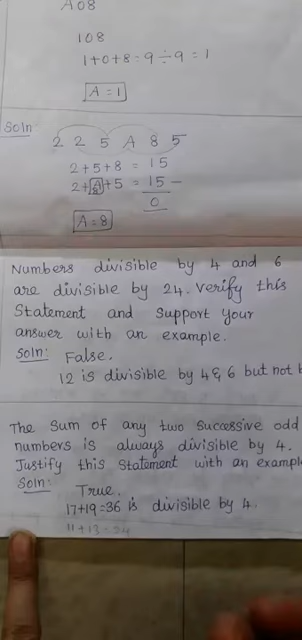 A08
108
1+0+8=9÷9=1
A=1
Soln
2 2 5 A 8 5
2+5+8 = 15
2+A+5 = 15 -
8
0
A=8
Numbers divisible by 4 and 6
are divisible by 24. Verify this
Statement and Support your
answer with an example.
Soln: False.
12 is divisible by 4 & 6 but not
The Sum of any two Successive odd
numbers is always divisible by 4.
Justify this Statement with an exampl
Soln: True.
17+19=36 is divisible by 4.
11+13=24